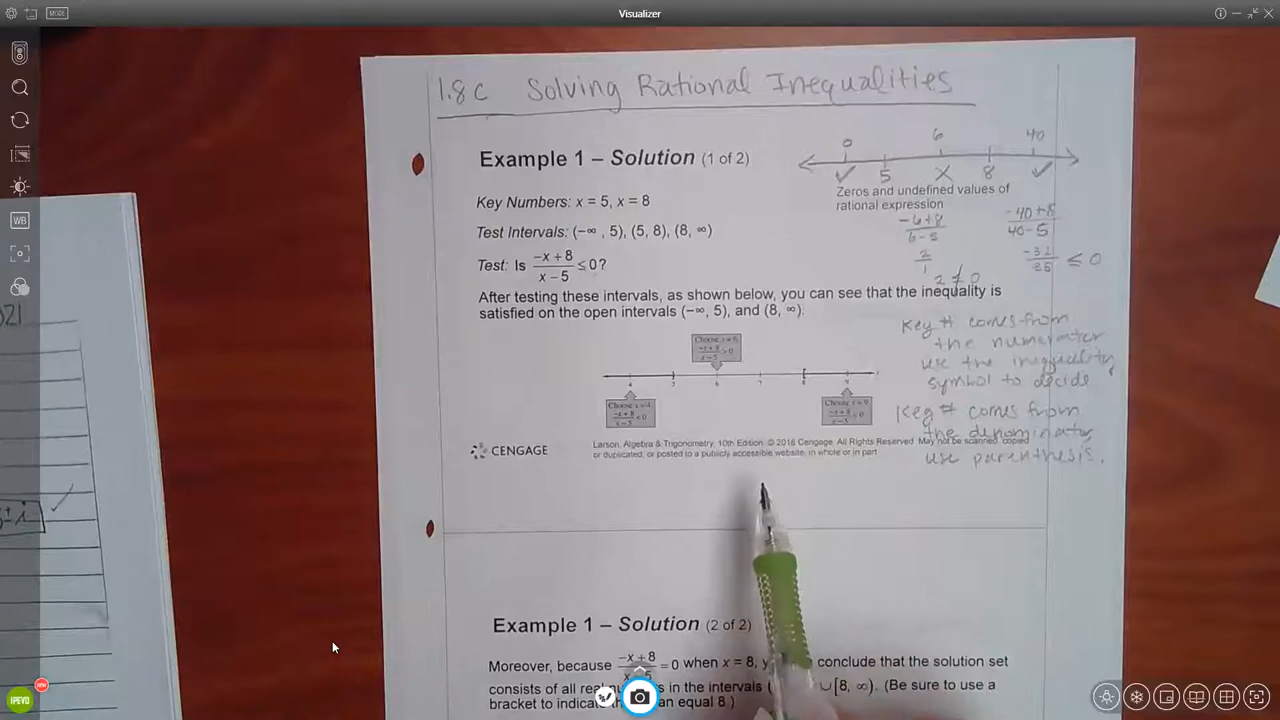 MODE
Visualizer
1.8c Solving Rational Inequalities
Example 1 – Solution (1 of 2)
0 6 40
5 X 8
Key Numbers: x = 5, x = 8
Zeros and undefined values of
rational expression
Test Intervals: (−∞ , 5), (5, 8), (8, ∞)
-6+8
6-5
-40+8
40-5
Test: Is −x + 8 / x − 5 ≤ 0?
2
1
≤ 0
2 ≰ 0
After testing these intervals, as shown below, you can see that the inequality is
satisfied on the open intervals (−∞, 5), and (8, ∞).
Key # comes from
the numerator
use the inequality
symbol to decide
Key # comes from
the denominator
use parenthesis.
CENGAGE
Larson, Algebra & Trigonometry, 10th Edition. © 2018 Cengage. All Rights Reserved. May not be scanned, copied
or duplicated, or posted to a publicly accessible website, in whole or in part.
Example 1 – Solution (2 of 2)
Moreover, because −x + 8 = 0 when x = 8, conclude that the solution set
consists of all in the intervals ∪[8, ∞). (Be sure to use a
bracket to equal 8.)
021
IPEVO